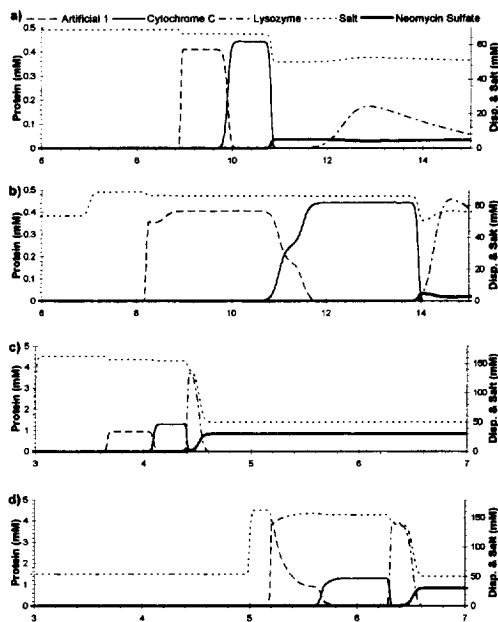 Artificial 1 Cytochrome C Lysozyme Salt Neomycin Sulfate
a)
Protein (mM)
0.5
0.4
0.3
0.2
0.1
0
Disp. & Salt (mM)
60
40
20
0
6 8 10 12 14
b)
Protein (mM)
0.5
0.4
0.3
0.2
0.1
0
Disp. & Salt (mM)
60
40
20
0
6 8 10 12 14
c)
Protein (mM)
5
4
3
2
1
0
Disp. & Salt (mM)
150
100
50
0
3 4 5 6 7
d)
Protein (mM)
5
4
3
2
1
0
Disp. & Salt (mM)
150
100
50
0
3 4 5 6 7